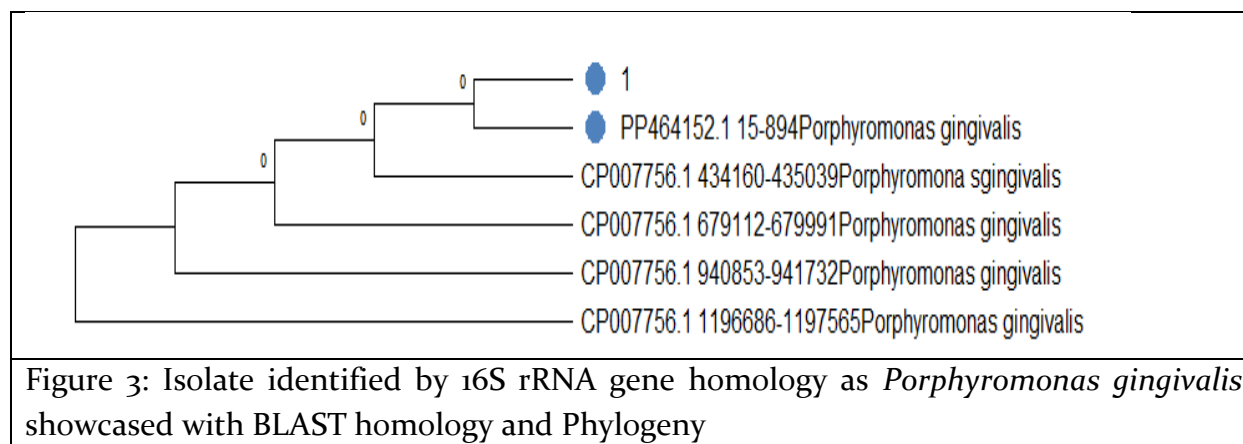 0
1
0
PP464152.1 15-894Porphyromonas gingivalis
0
CP007756.1 434160-435039Porphyromona sgingivalis
CP007756.1 679112-679991Porphyromonas gingivalis
CP007756.1 940853-941732Porphyromonas gingivalis
CP007756.1 1196686-1197565Porphyromonas gingivalis
Figure 3: Isolate identified by 16S rRNA gene homology as Porphyromonas gingivalis
showcased with BLAST homology and Phylogeny